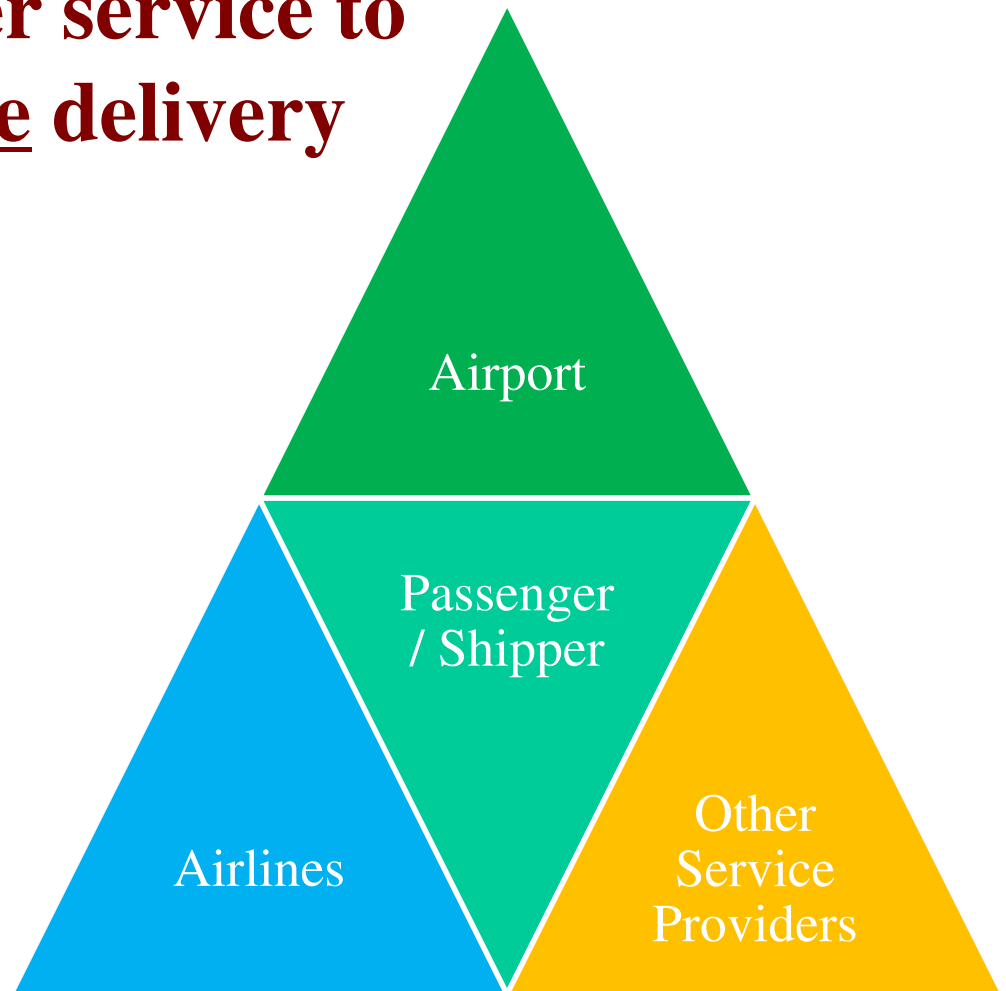 service to
delivery
Airport
Passenger
/ Shipper
Airlines
Other
Service
Providers